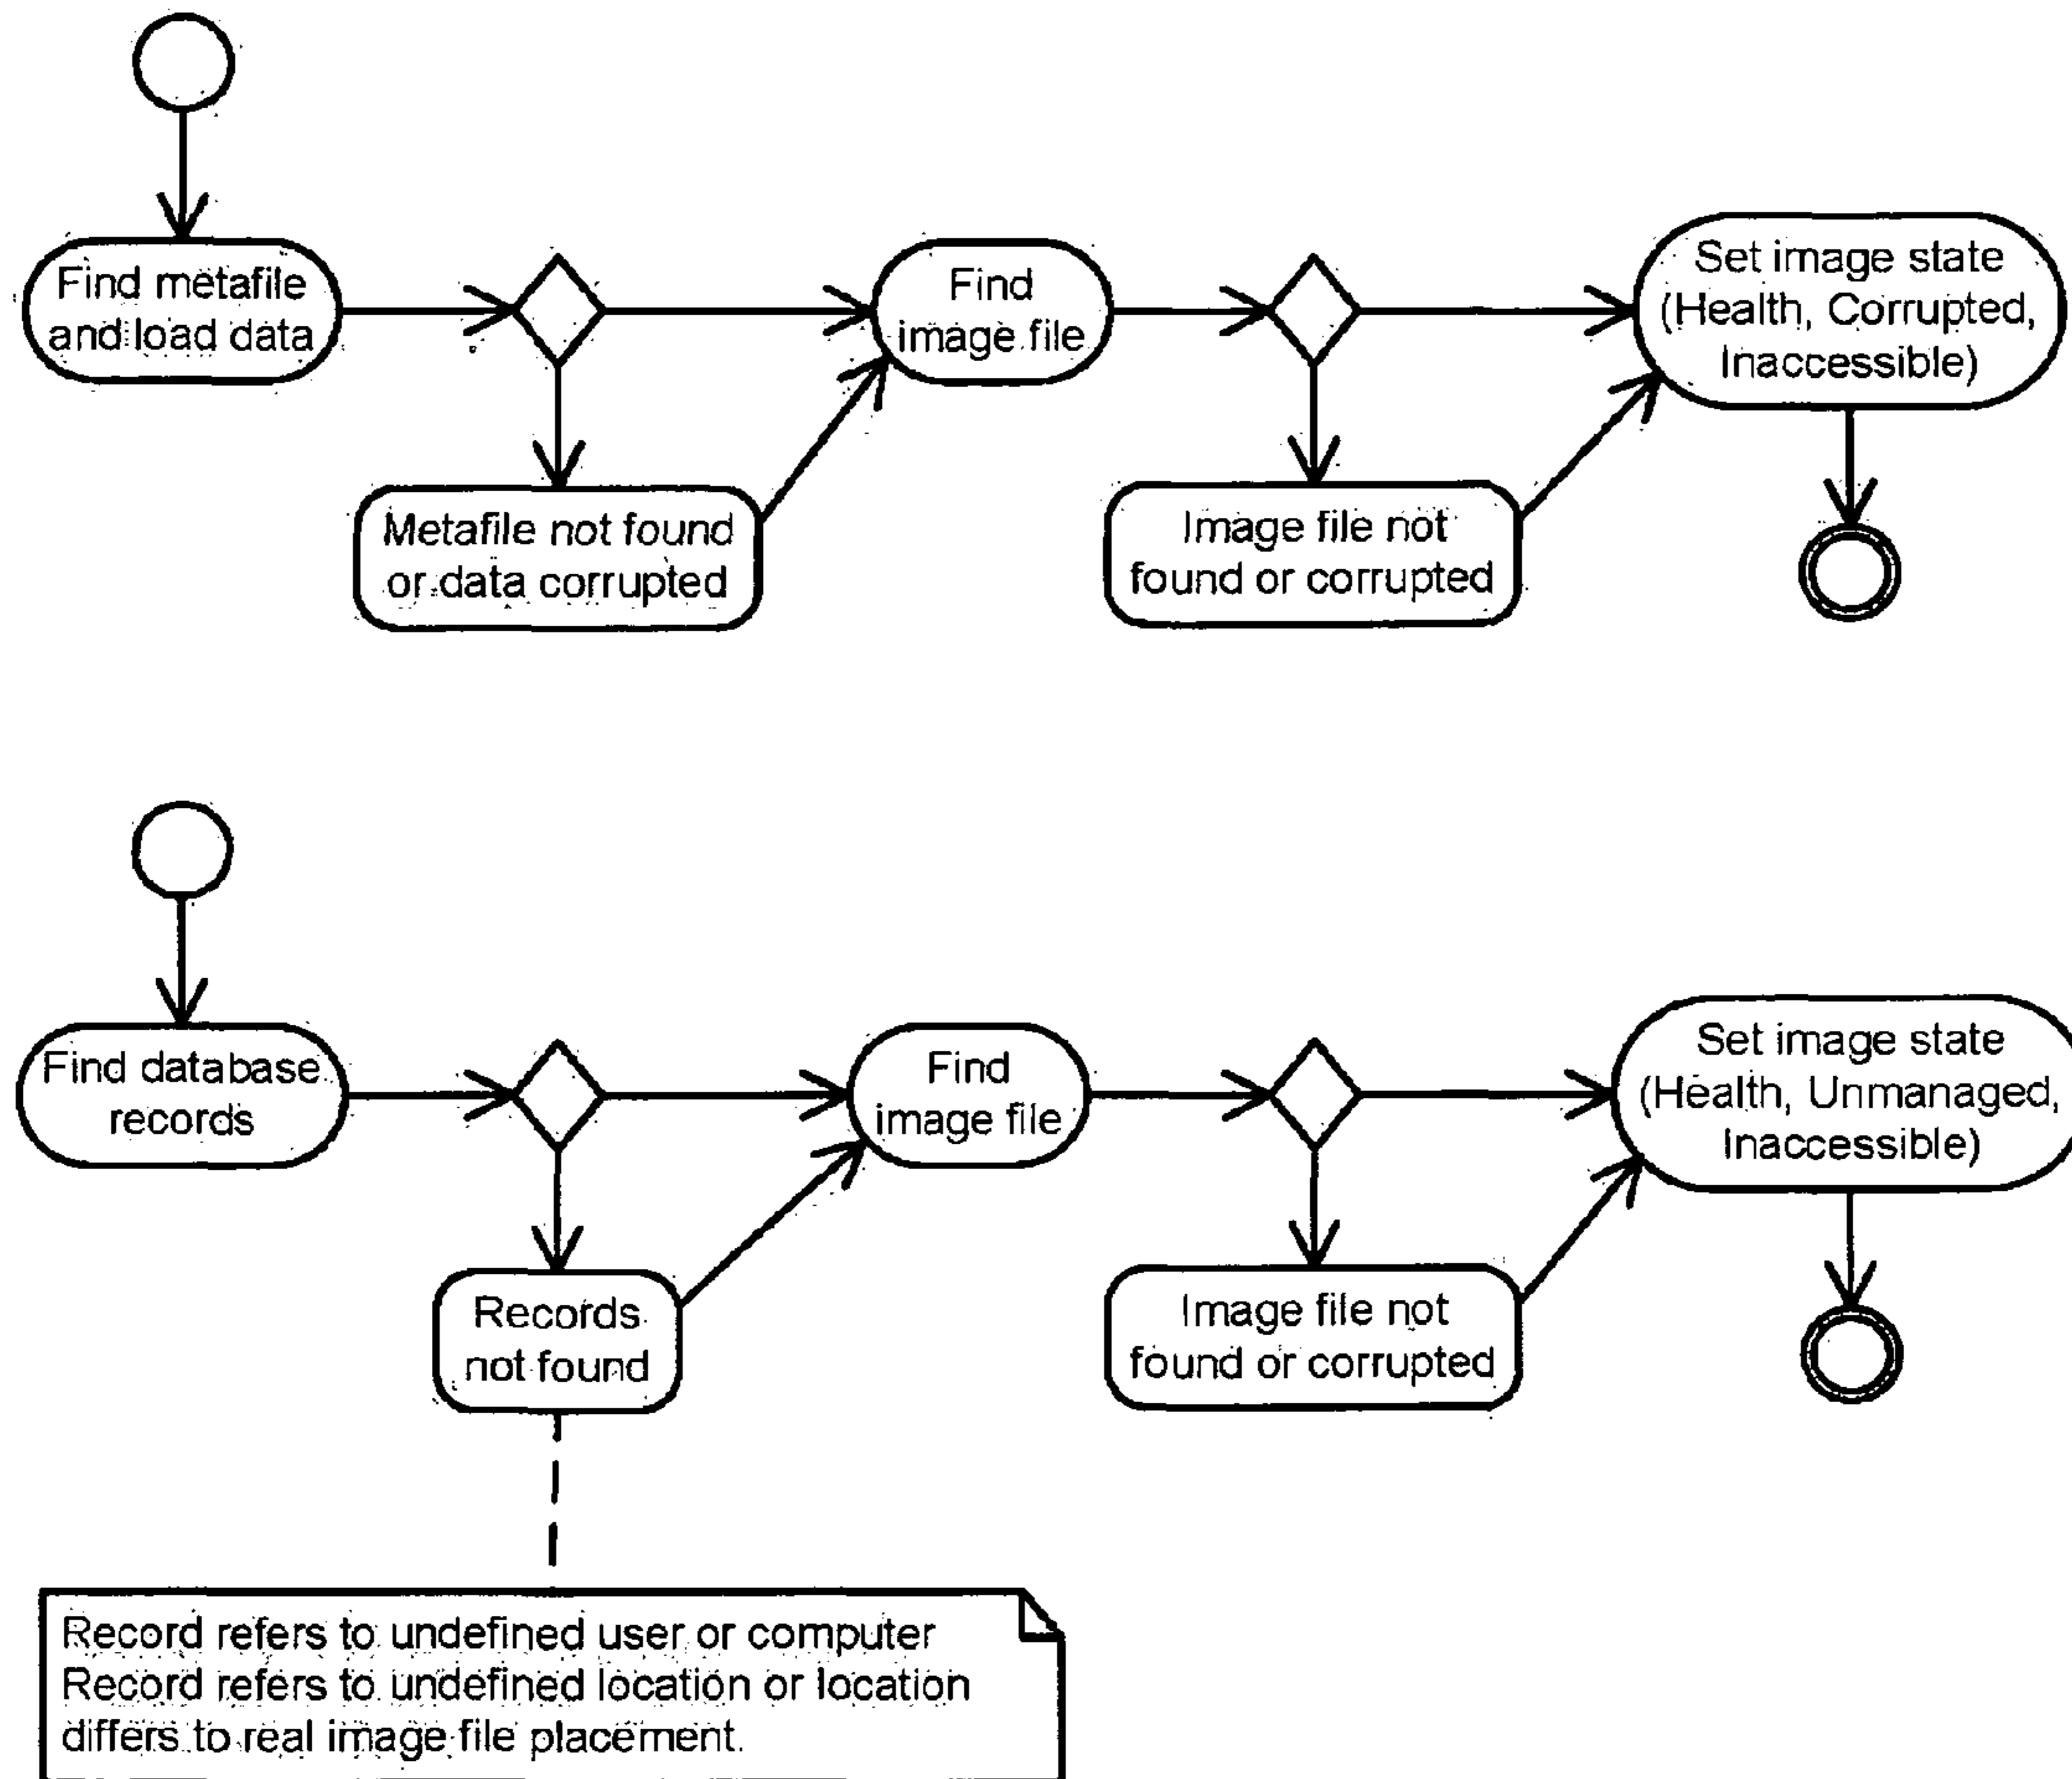 Find metafile
and load data
Find
image file
Set image state
(Health, Corrupted,
Inaccessible)
Metafile not found
or data corrupted
Image file not
found or corrupted
Find database
records
Find
image file
Set image state
(Health, Unmanaged,
Inaccessible)
Records
not found
Image file not
found or corrupted
Record refers to undefined user or computer
Record refers to undefined location or location
differs to real image file placement.